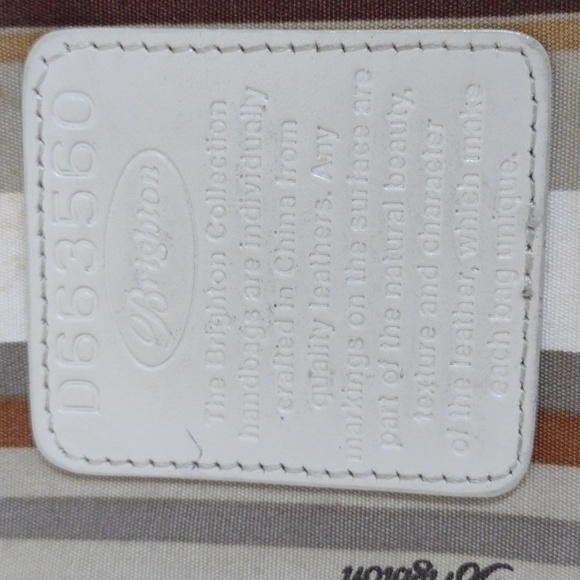 D663560
Brighton
The Brighton Collection
handbags are individually
crafted in China from
quality leathers. Any
markings on the surface are
part of the natural beauty,
texture and character
of the leather, which make
each bag unique.
Brighton